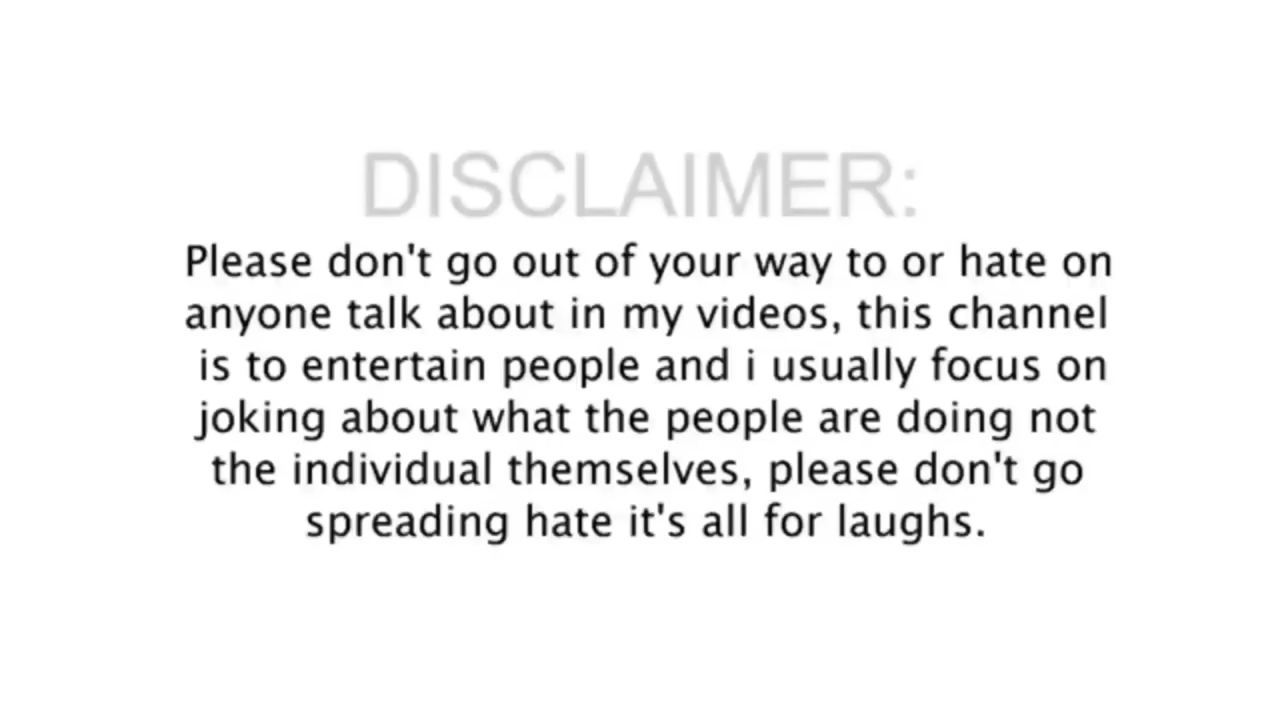 DISCLAIMER:
Please don't go out of your way to or hate on
anyone talk about in my videos, this channel
is to entertain people and i usually focus on
joking about what the people are doing not
the individual themselves, please don't go
spreading hate it's all for laughs.